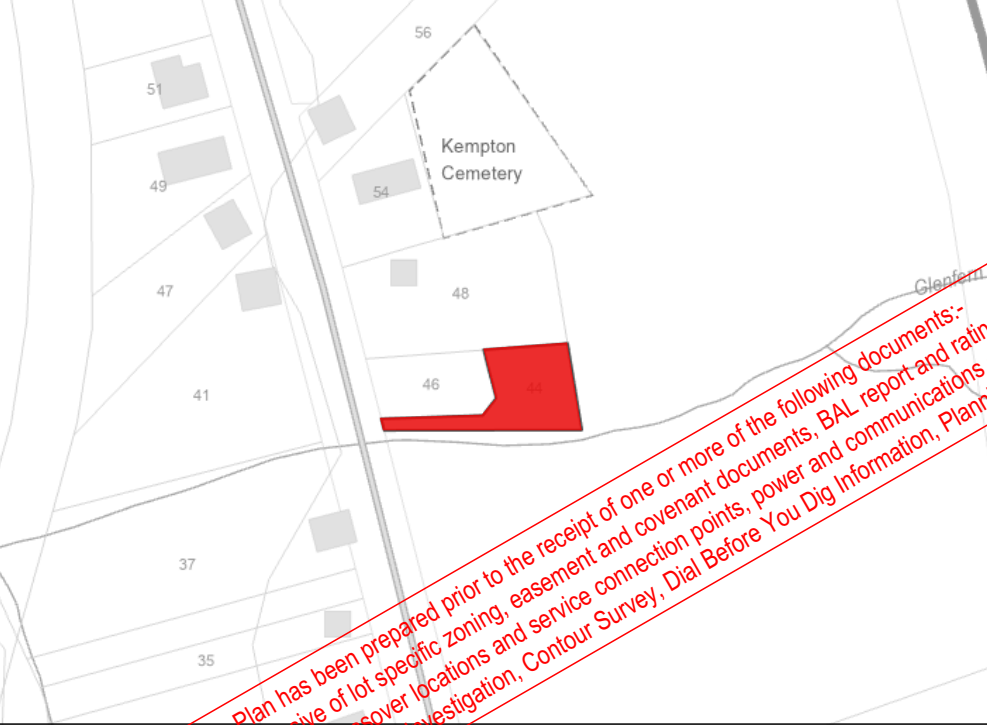 56
51
Kempton
Cemetery
54
49
47
48
Glenfern
46
44
41
37
35
Plan has been prepared prior to the receipt of one or more of the following documents:-
of lot specific zoning, easement and covenant documents, BAL report and
locations and service connection points, power and communications
Contour Survey, Dial Before You Dig Information,